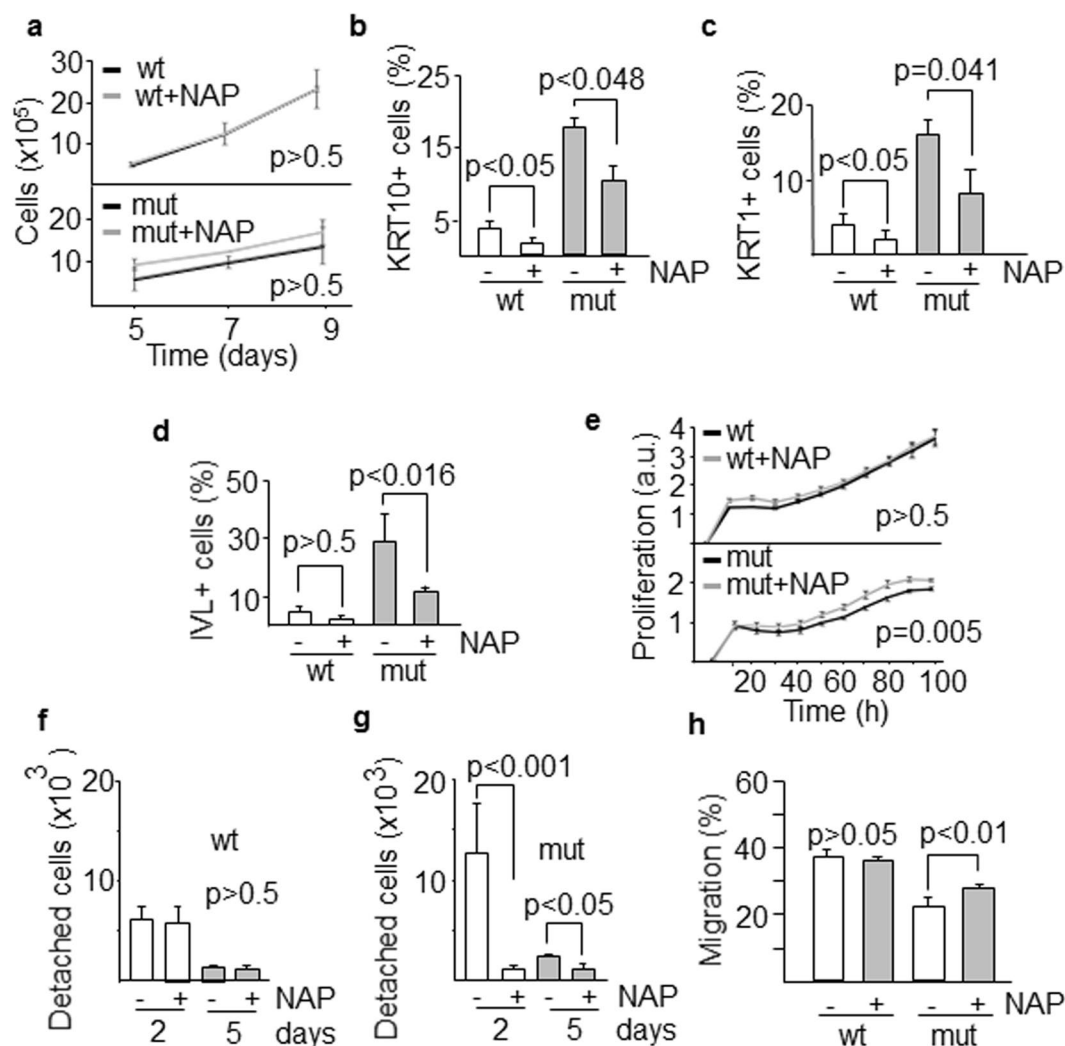 a
Cells (x10⁵)
30
20
10
wt
wt+NAP
p>0.5
20
10
mut
mut+NAP
p>0.5
5 7 9
Time (days)
b
KRT10+ cells (%)
25
15
5
p<0.05
p<0.048
- + - + NAP
wt mut
c
KRT1+ cells (%)
20
10
p<0.05
p=0.041
- + - + NAP
wt mut
d
IVL+ cells (%)
50
30
10
p>0.5
p<0.016
- + - + NAP
wt mut
e
Proliferation (a.u.)
4
3
2
1
wt
wt+NAP
p>0.5
2
1
mut
mut+NAP
p=0.005
20 40 60 80 100
Time (h)
f
Detached cells (x10³)
20
10
wt
p>0.5
- + - + NAP
2 5 days
g
Detached cells (x10³)
20
10
p<0.001
mut
p<0.05
- + - + NAP
2 5 days
h
Migration (%)
60
40
20
p>0.05
p<0.01
- + - + NAP
wt mut